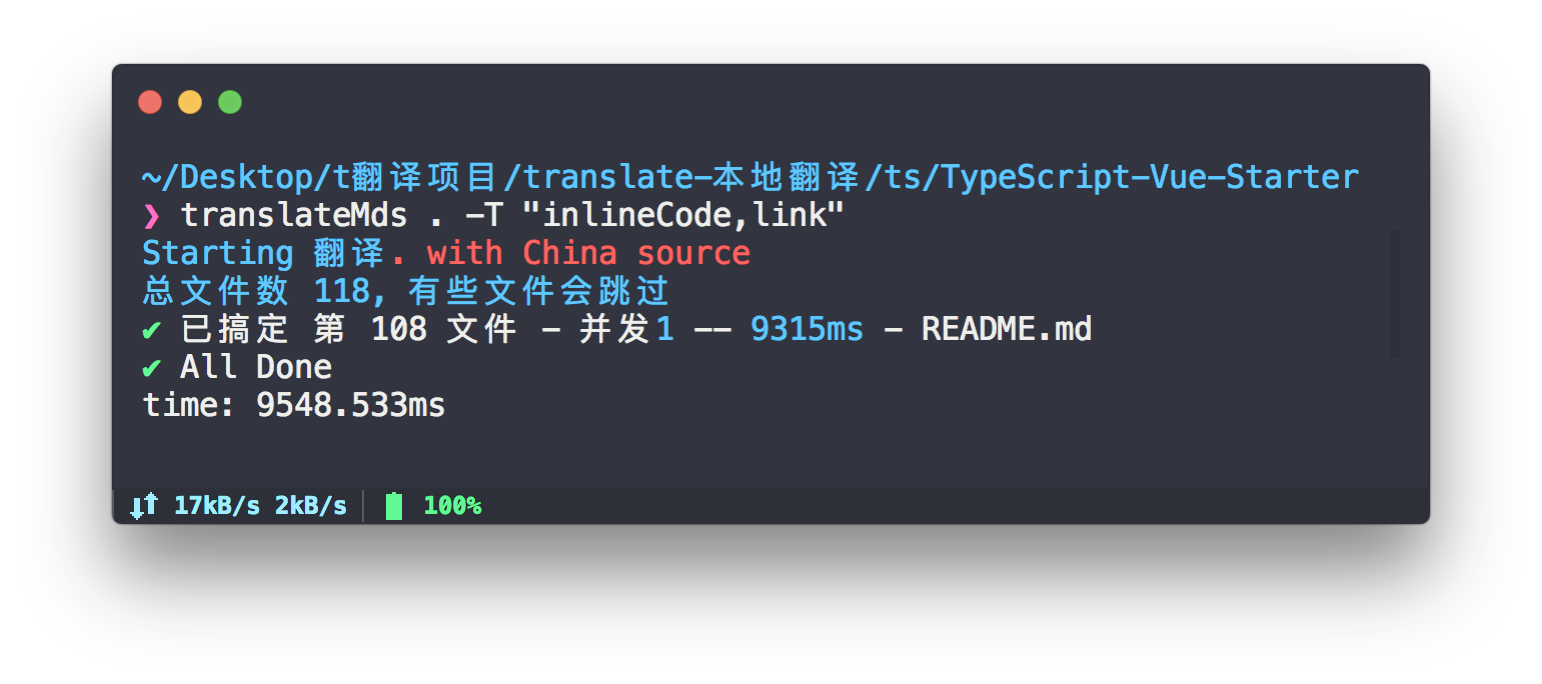 ~/Desktop/t翻译项目/translate-本地翻译/ts/TypeScript-Vue-Starter
❯ translateMds . -T "inlineCode,link"
Starting 翻译. with China source
总文件数 118, 有些文件会跳过
✔ 已搞定 第 108 文件 - 并发1 -- 9315ms - README.md
✔ All Done
time: 9548.533ms
17kB/s 2kB/s 100%